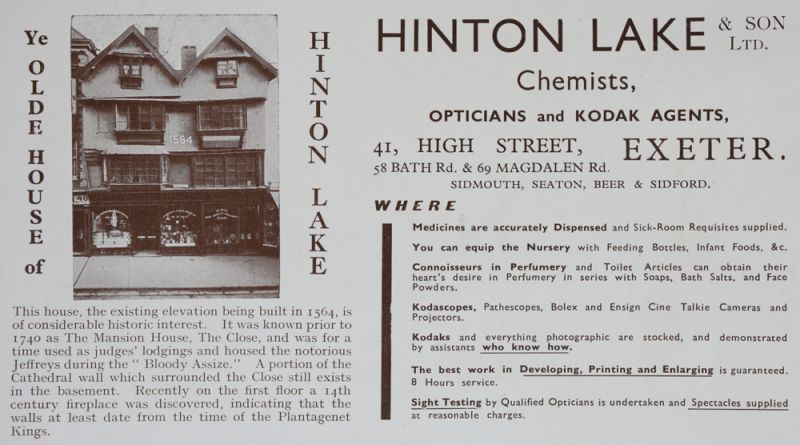 Ye OLDE HOUSE of
HINTON LAKE
1564
This house, the existing elevation being built in 1564, is
of considerable historic interest. It was known prior to
1740 as The Mansion House, The Close, and was for a
time used as judges' lodgings and housed the notorious
Jeffreys during the "Bloody Assize." A portion of the
Cathedral wall which surrounded the Close still exists
in the basement. Recently on the first floor a 14th
century fireplace was discovered, indicating that the
walls at least date from the time of the Plantagenet
Kings.
HINTON LAKE & SON LTD.
Chemists,
OPTICIANS and KODAK AGENTS,
41, HIGH STREET, EXETER.
58 BATH Rd. & 69 MAGDALEN Rd.
SIDMOUTH, SEATON, BEER & SIDFORD.
WHERE
Medicines are accurately Dispensed and Sick-Room Requisites supplied.
You can equip the Nursery with Feeding Bottles, Infant Foods, &c.
Connoisseurs in Perfumery and Toilet Articles can obtain their
heart's desire in Perfumery in series with Soaps, Bath Salts, and Face
Powders.
Kodascopes, Pathescopes, Bolex and Ensign Cine Talkie Cameras and
Projectors.
Kodaks and everything photographic are stocked, and demonstrated
by assistants who know how.
The best work in Developing, Printing and Enlarging is guaranteed.
8 Hours service.
Sight Testing by Qualified Opticians is undertaken and Spectacles supplied
at reasonable charges.